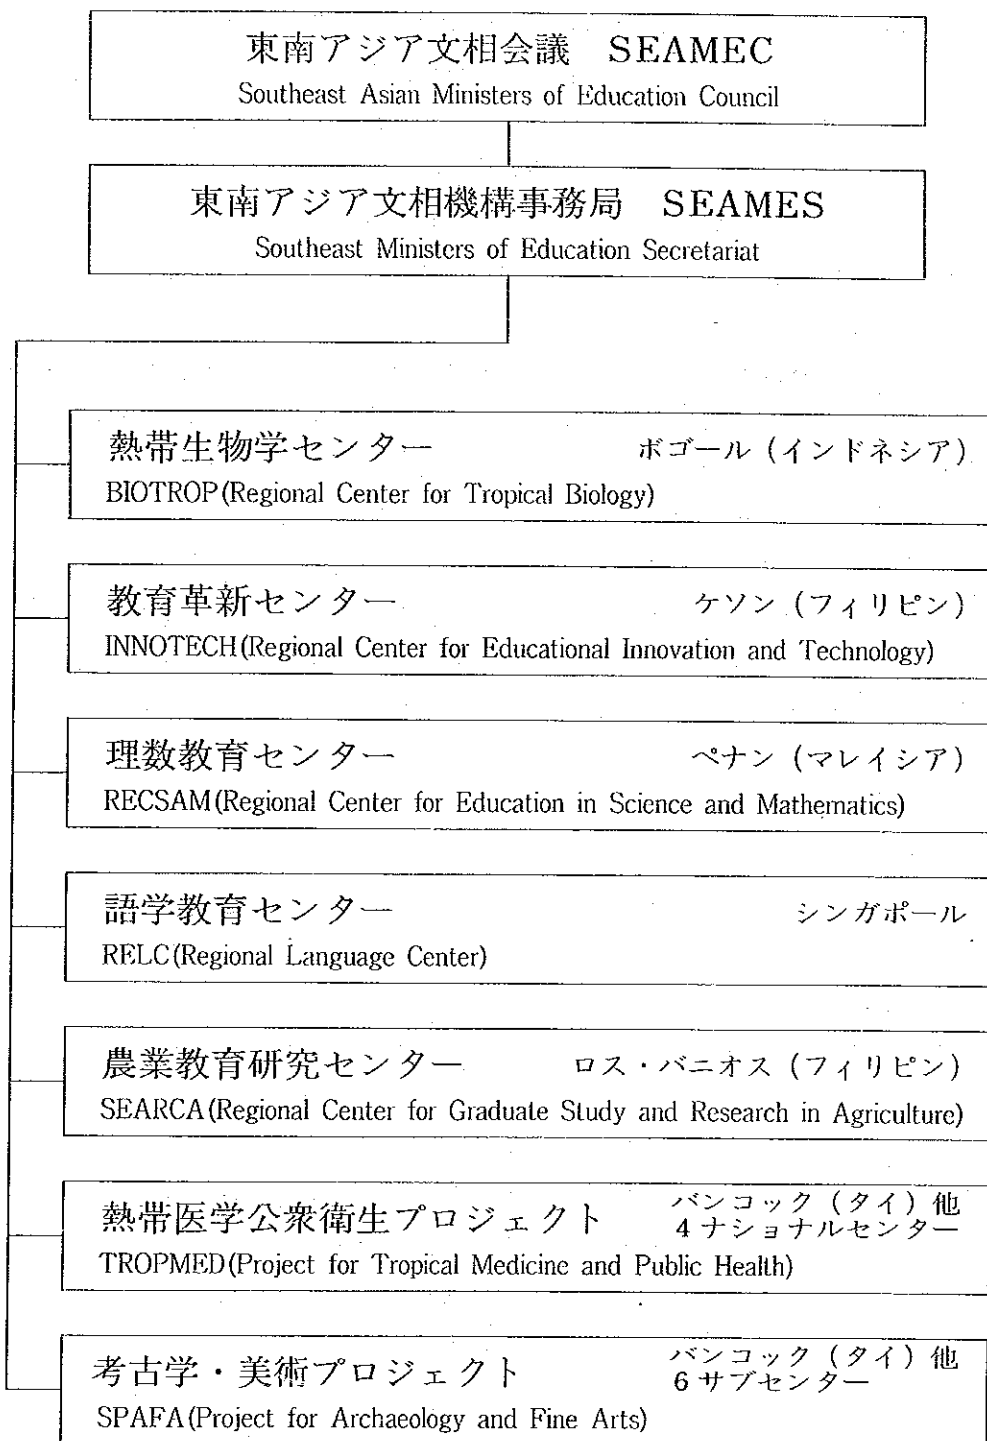 東南アジア文相会議 SEAMEC
Southeast Asian Ministers of Education Council
東南アジア文相機構事務局 SEAMES
Southeast Ministers of Education Secretariat
熱帯生物学センター ボゴール (インドネシア)
BIOTROP(Regional Center for Tropical Biology)
教育革新センター ケソン (フィリピン)
INNOTECH(Regional Center for Educational Innovation and Technology)
理数教育センター ペナン (マレイシア)
RECSAM(Regional Center for Education in Science and Mathematics)
語学教育センター シンガポール
RELC(Regional Language Center)
農業教育研究センター ロス・バニオス (フィリピン)
SEARCA(Regional Center for Graduate Study and Research in Agriculture)
熱帯医学公衆衛生プロジェクト バンコック (タイ) 他
4ナショナルセンター
TROPMED(Project for Tropical Medicine and Public Health)
考古学・美術プロジェクト バンコック (タイ) 他
6サブセンター
SPAFA(Project for Archaeology and Fine Arts)